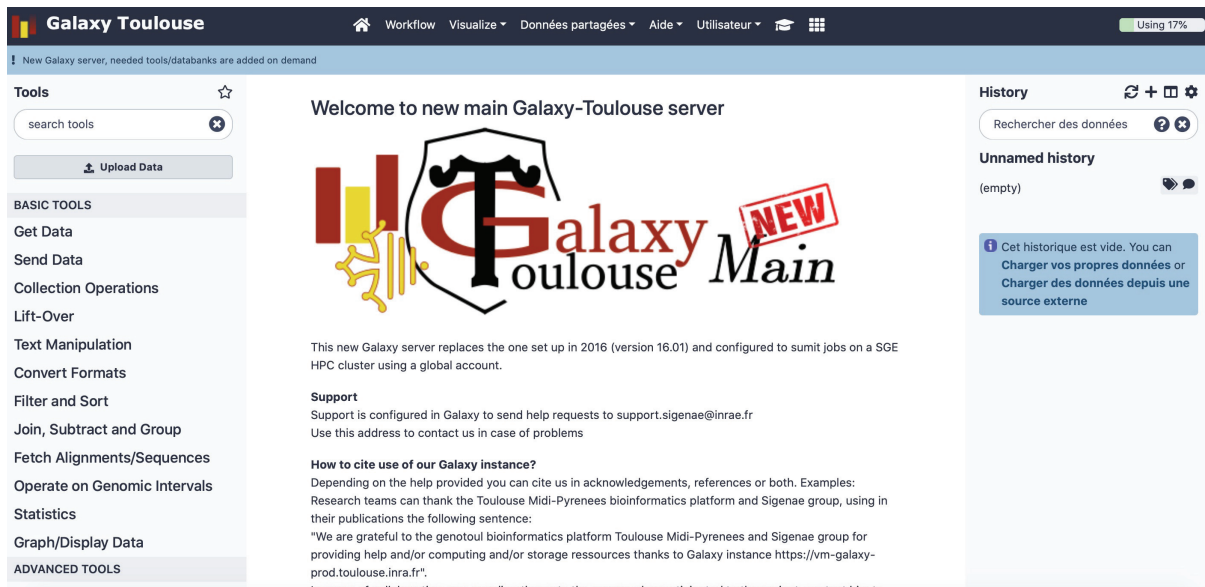 Galaxy Toulouse
Workflow Visualize Données partagées Aide Utilisateur
Using 17%
! New Galaxy server, needed tools/databanks are added on demand
Tools
search tools
Upload Data
BASIC TOOLS
Get Data
Send Data
Collection Operations
Lift-Over
Text Manipulation
Convert Formats
Filter and Sort
Join, Subtract and Group
Fetch Alignments/Sequences
Operate on Genomic Intervals
Statistics
Graph/Display Data
ADVANCED TOOLS
Welcome to new main Galaxy-Toulouse server
Galaxy
Toulouse Main
NEW
This new Galaxy server replaces the one set up in 2016 (version 16.01) and configured to sumit jobs on a SGE
HPC cluster using a global account.
Support
Support is configured in Galaxy to send help requests to support.sigenae@inrae.fr
Use this address to contact us in case of problems
How to cite use of our Galaxy instance?
Depending on the help provided you can cite us in acknowledgements, references or both. Examples:
Research teams can thank the Toulouse Midi-Pyrenees bioinformatics platform and Sigenae group, using in
their publications the following sentence:
"We are grateful to the genotoul bioinformatics platform Toulouse Midi-Pyrenees and Sigenae group for
providing help and/or computing and/or storage ressources thanks to Galaxy instance https://vm-galaxy-
prod.toulouse.inra.fr".
History
Rechercher des données
Unnamed history
(empty)
Cet historique est vide. You can
Charger vos propres données or
Charger des données depuis une
source externe